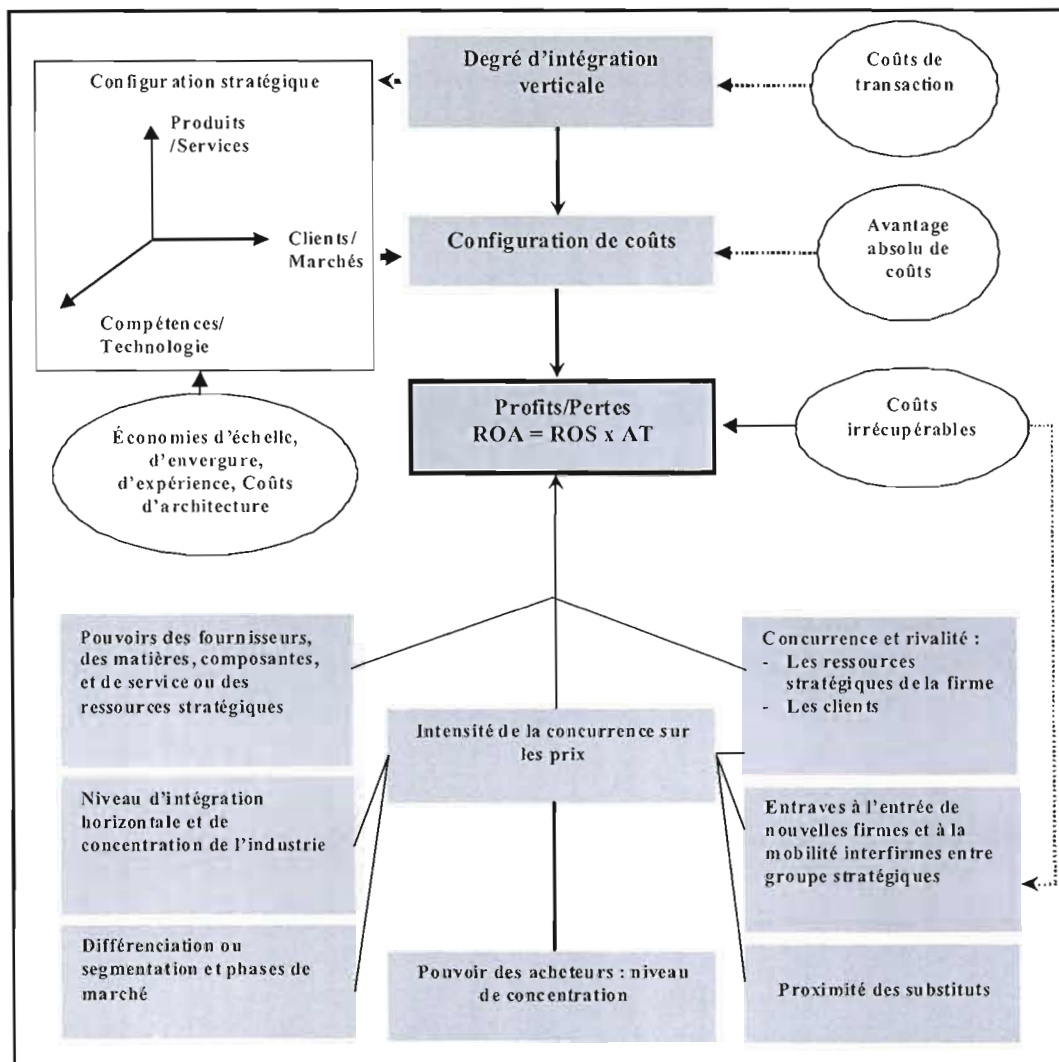 Configuration stratégique
Produits
/Services
Clients/
Marchés
Compétences/
Technologie
Degré d'intégration
verticale
Coûts de
transaction
Configuration de coûts
Avantage
absolu de
coûts
Économies d'échelle,
d'envergure,
d'expérience, Coûts
d'architecture
Profits/Pertes
ROA = ROS x AT
Coûts
irrécupérables
Pouvoirs des fournisseurs,
des matières, composantes,
et de service ou des
ressources stratégiques
Concurrence et rivalité :
- Les ressources
stratégiques de la firme
- Les clients
Intensité de la concurrence sur
les prix
Niveau d'intégration
horizontale et de
concentration de l'industrie
Entraves à l'entrée de
nouvelles firmes et à la
mobilité interfirmes entre
groupe stratégiques
Différenciation ou
segmentation et phases de
marché
Pouvoir des acheteurs : niveau
de concentration
Proximité des substituts